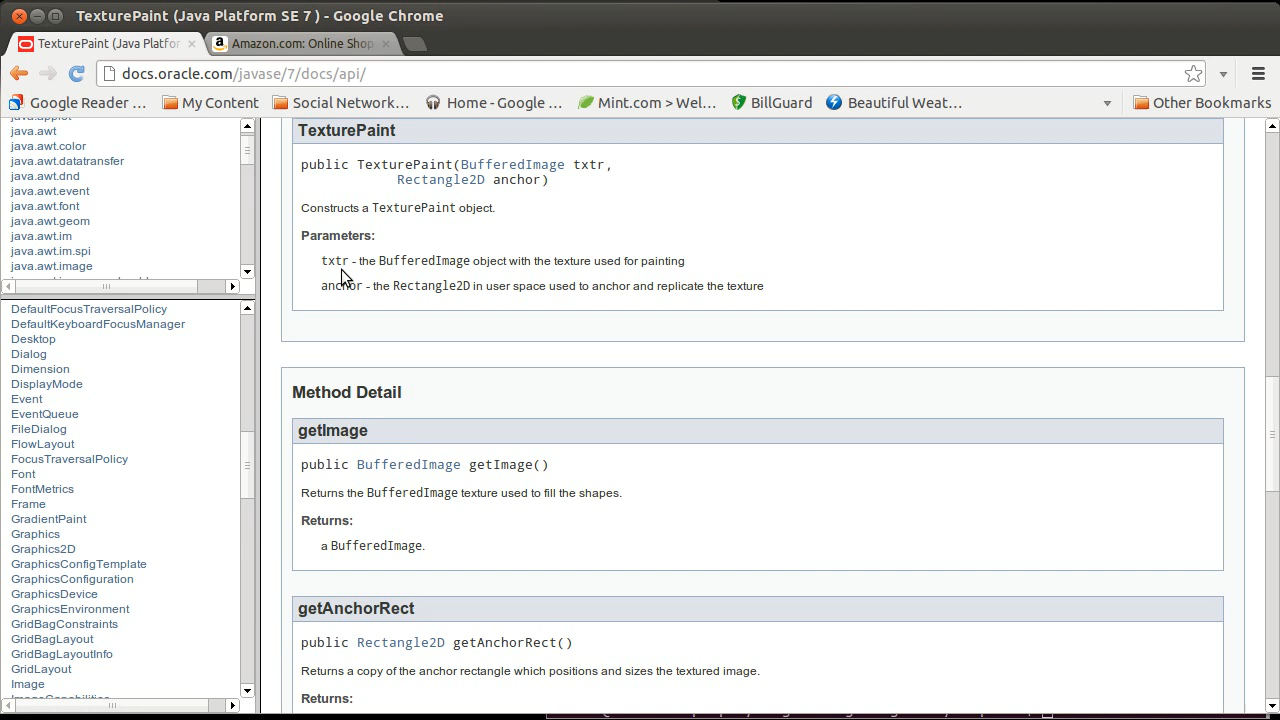 TexturePaint (Java Platform SE 7 ) - Google Chrome
TexturePaint (Java Platfor
Amazon.com: Online Shop
docs.oracle.com/javase/7/docs/api/
Google Reader ...
My Content
Social Network...
Home - Google ...
Mint.com > Wel...
BillGuard
Beautiful Weat...
Other Bookmarks
java.applet
java.awt
java.awt.color
java.awt.datatransfer
java.awt.dnd
java.awt.event
java.awt.font
java.awt.geom
java.awt.im
java.awt.im.spi
java.awt.image
DefaultFocusTraversalPolicy
DefaultKeyboardFocusManager
Desktop
Dialog
Dimension
DisplayMode
Event
EventQueue
FileDialog
FlowLayout
FocusTraversalPolicy
Font
FontMetrics
Frame
GradientPaint
Graphics
Graphics2D
GraphicsConfigTemplate
GraphicsConfiguration
GraphicsDevice
GraphicsEnvironment
GridBagConstraints
GridBagLayout
GridBagLayoutInfo
GridLayout
Image
ImageCapabilities
TexturePaint
public TexturePaint(BufferedImage txtr,
Rectangle2D anchor)
Constructs a TexturePaint object.
Parameters:
txtr - the BufferedImage object with the texture used for painting
anchor - the Rectangle2D in user space used to anchor and replicate the texture
Method Detail
getImage
public BufferedImage getImage()
Returns the BufferedImage texture used to fill the shapes.
Returns:
a BufferedImage.
getAnchorRect
public Rectangle2D getAnchorRect()
Returns a copy of the anchor rectangle which positions and sizes the textured image.
Returns: